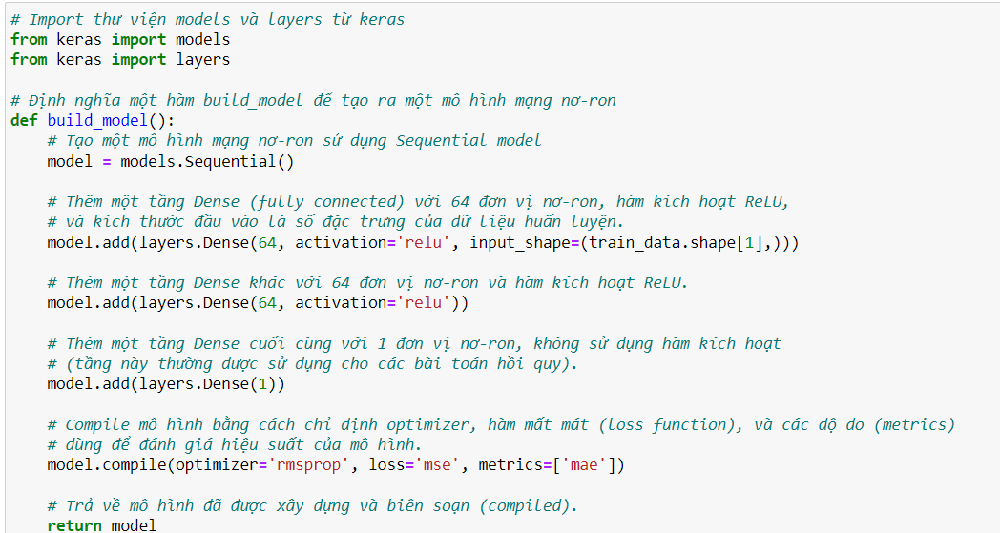 # Import thư viện models và layers từ keras
from keras import models
from keras import layers
# Định nghĩa một hàm build_model để tạo ra một mô hình mạng nơ-ron
def build_model():
# Tạo một mô hình mạng nơ-ron sử dụng Sequential model
model = models.Sequential()
# Thêm một tầng Dense (fully connected) với 64 đơn vị nơ-ron, hàm kích hoạt ReLU,
# và kích thước đầu vào là số đặc trưng của dữ liệu huấn luyện.
model.add(layers.Dense(64, activation='relu', input_shape=(train_data.shape[1],)))
# Thêm một tầng Dense khác với 64 đơn vị nơ-ron và hàm kích hoạt ReLU.
model.add(layers.Dense(64, activation='relu'))
# Thêm một tầng Dense cuối cùng với 1 đơn vị nơ-ron, không sử dụng hàm kích hoạt
# (tầng này thường được sử dụng cho các bài toán hồi quy).
model.add(layers.Dense(1))
# Compile mô hình bằng cách chỉ định optimizer, hàm mất mát (loss function), và các độ đo (metrics)
# dùng để đánh giá hiệu suất của mô hình.
model.compile(optimizer='rmsprop', loss='mse', metrics=['mae'])
# Trả về mô hình đã được xây dựng và biên soạn (compiled).
return model